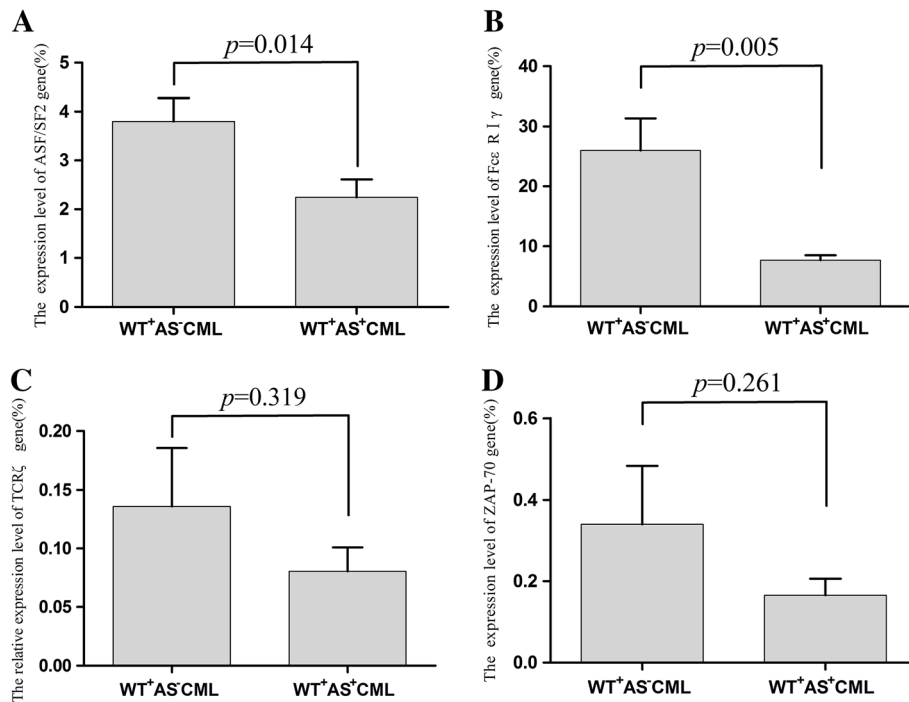 A
p=0.014
The expression level of ASF/SF2 gene(%)
5
4
3
2
1
0
WT⁺AS⁻CML
WT⁺AS⁺CML
B
p=0.005
The expression level of Fcε R I γ gene(%)
40
30
20
10
0
WT⁺AS⁻CML
WT⁺AS⁺CML
C
p=0.319
The relative expression level of TCRζ gene(%)
0.20
0.15
0.10
0.05
0.00
WT⁺AS⁻CML
WT⁺AS⁺CML
D
p=0.261
The expression level of ZAP-70 gene(%)
0.6
0.4
0.2
0.0
WT⁺AS⁻CML
WT⁺AS⁺CML